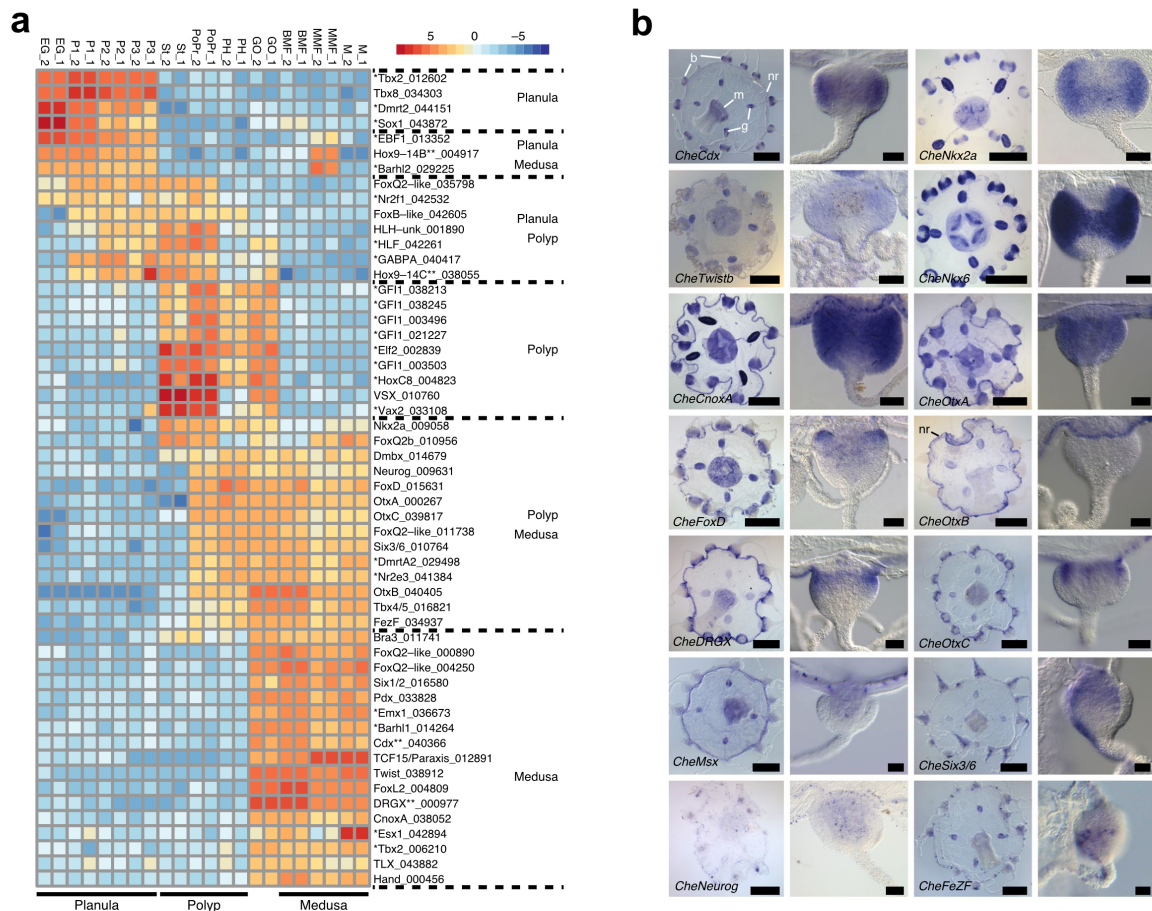 a
EG_2 EG_1 P1_2 P1_1 P2_2 P2_1 P3_2 P3_1 St_2 St_1 PoPr_2 PoPr_1 PH_2 PH_1 GO_2 GO_1 BMF_2 BMF_1 MMF_2 MMF_1 M_2 M_1
5 0 −5
*Tbx2_012602
Tbx8_034303
*Dmrt2_044151
*Sox1_043872
Planula
*EBF1_013352
Hox9–14B**_004917
*Barhl2_029225
Planula
Medusa
FoxQ2–like_035798
*Nr2f1_042532
FoxB–like_042605
HLH–unk_001890
*HLF_042261
*GABPA_040417
Hox9–14C**_038055
Planula
Polyp
*GFI1_038213
*GFI1_038245
*GFI1_003496
*GFI1_021227
*Elf2_002839
*GFI1_003503
*HoxC8_004823
VSX_010760
*Vax2_033108
Polyp
Nkx2a_009058
FoxQ2b_010956
Dmbx_014679
Neurog_009631
FoxD_015631
OtxA_000267
OtxC_039817
FoxQ2–like_011738
Six3/6_010764
*DmrtA2_029498
*Nr2e3_041384
OtxB_040405
Tbx4/5_016821
FezF_034937
Polyp
Medusa
Bra3_011741
FoxQ2–like_000890
FoxQ2–like_004250
Six1/2_016580
Pdx_033828
*Emx1_036673
*Barhl1_014264
Cdx**_040366
TCF15/Paraxis_012891
Twist_038912
FoxL2_004809
DRGX**_000977
CnoxA_038052
*Esx1_042894
*Tbx2_006210
TLX_043882
Hand_000456
Medusa
Planula Polyp Medusa
b
b nr m g
CheCdx
CheNkx2a
CheTwistb
CheNkx6
CheCnoxA
CheOtxA
CheFoxD
nr
CheOtxB
CheDRGX
CheOtxC
CheMsx
CheSix3/6
CheNeurog
CheFeZF